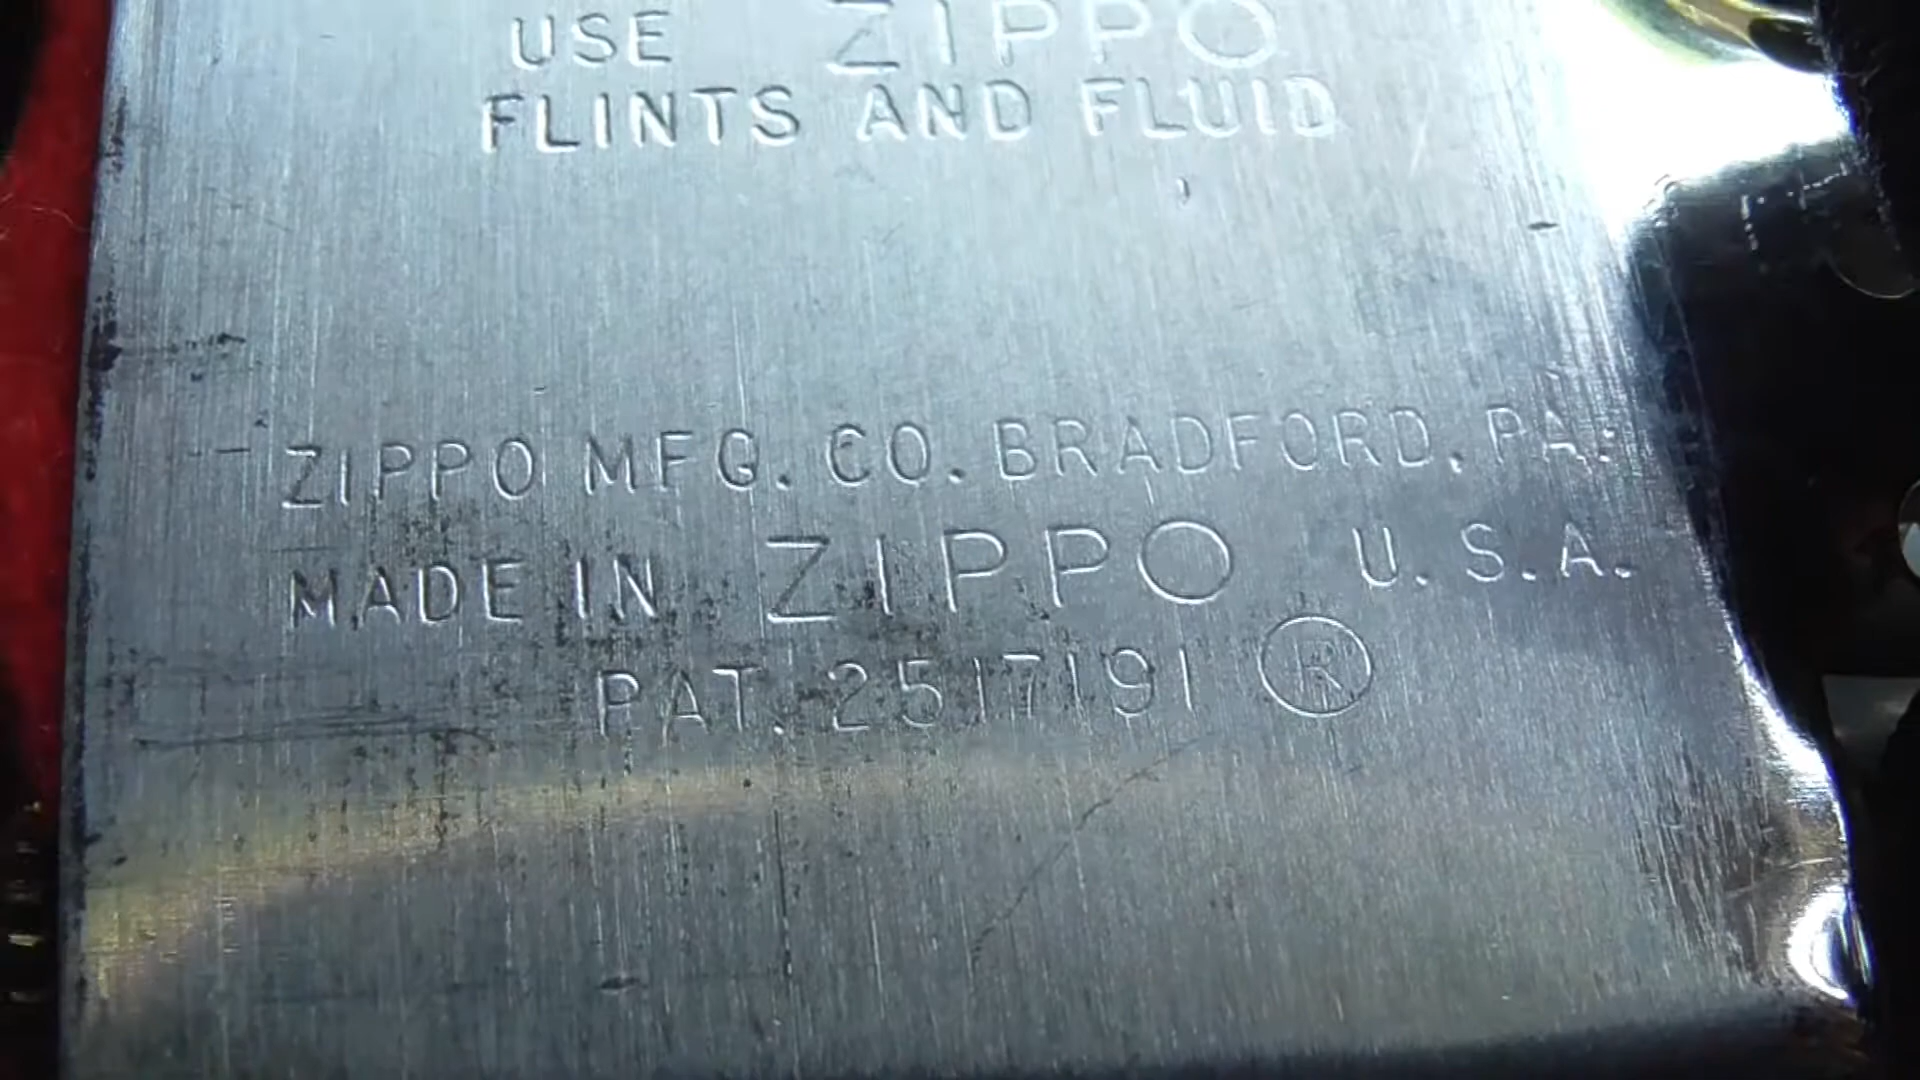 USE ZIPPO
FLINTS AND FLUID
ZIPPO MFG. CO. BRADFORD, PA.
MADE IN ZIPPO U.S.A.
PAT. 2517191 ®